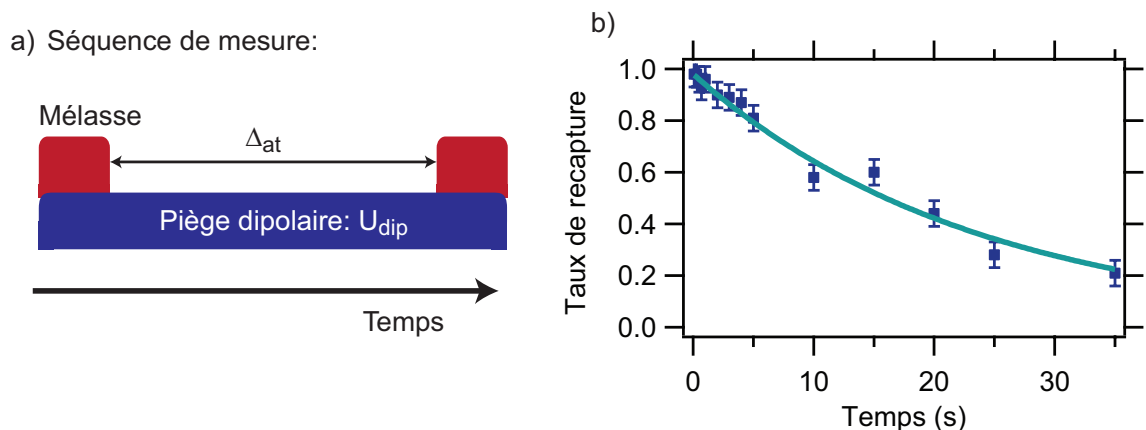 a) Séquence de mesure:
Mélasse
Δat
Piège dipolaire: Udip
Temps
b)
Taux de recapture
1.0
0.8
0.6
0.4
0.2
0.0
0
10
20
30
Temps (s)